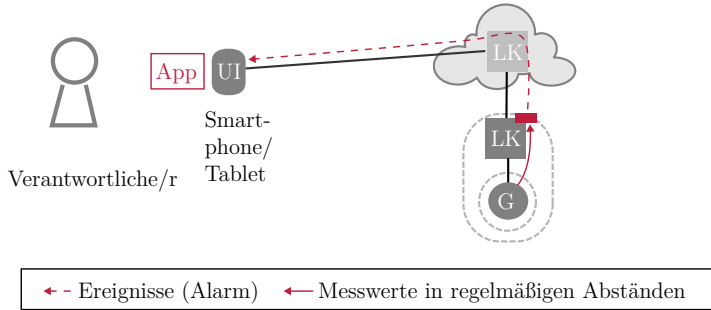 LK
App
UI
Smart-
phone/
Tablet
LK
Verantwortliche/r
G
Ereignisse (Alarm)
Messwerte in regelmäßigen Abständen